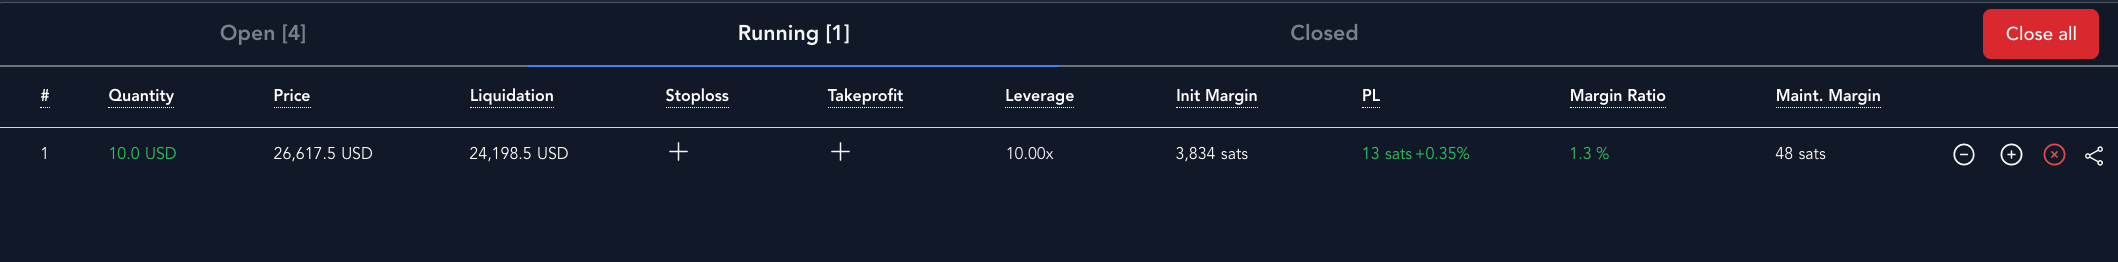 Open [4] Running [1] Closed Close all
# Quantity Price Liquidation Stoploss Takeprofit Leverage Init Margin PL Margin Ratio Maint. Margin
1 10.0 USD 26,617.5 USD 24,198.5 USD + + 10.00x 3,834 sats 13 sats +0.35% 1.3 % 48 sats